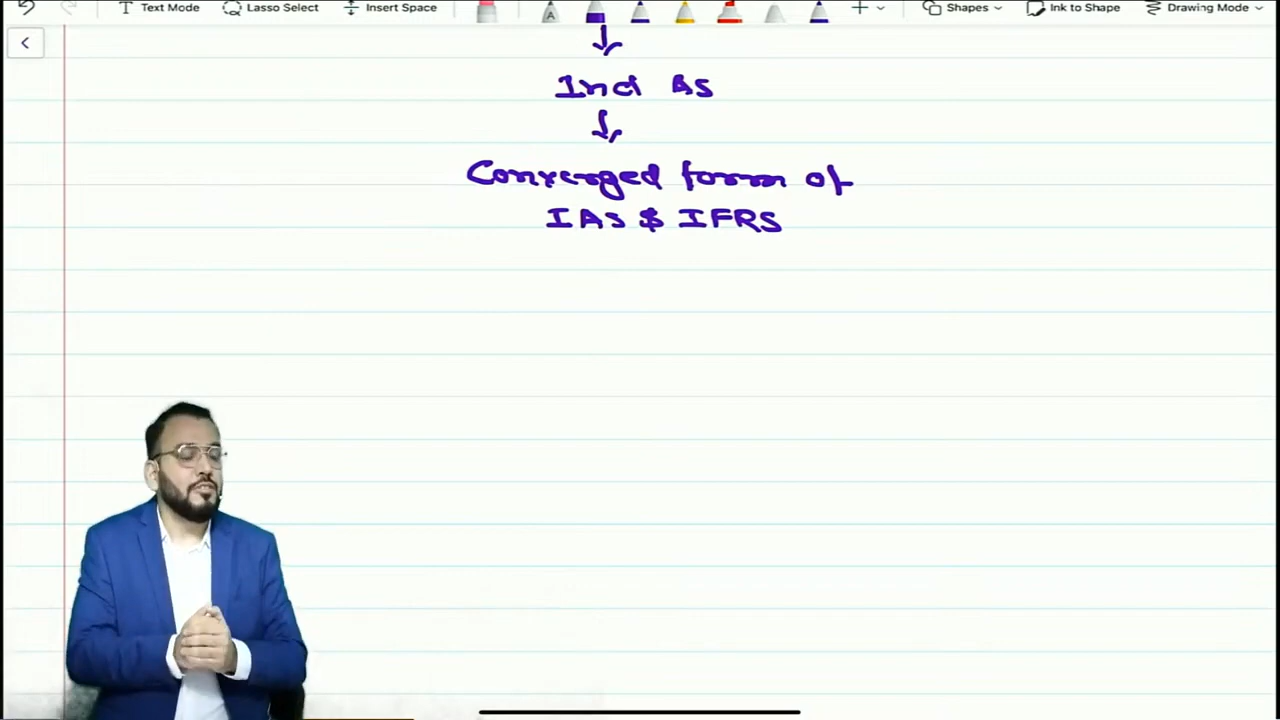 Text Mode Lasso Select Insert Space A Shapes Ink to Shape Drawing Mode
Ind AS
Converged form of
IAS $ IFRS